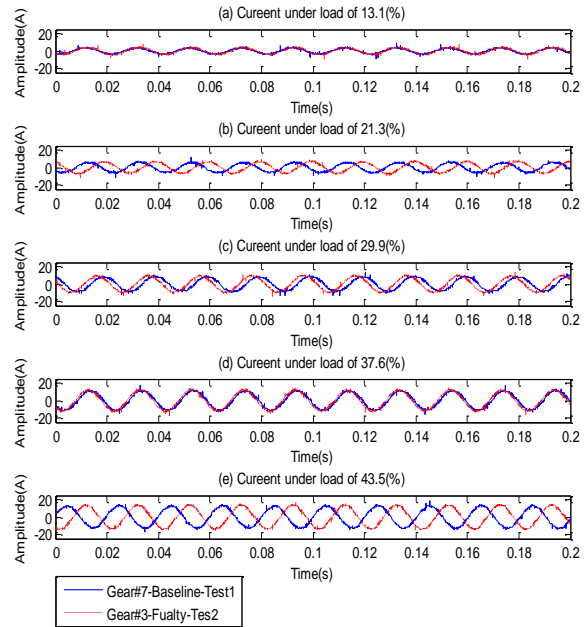 (a) Cureent under load of 13.1(%)
Amplitude(A)
20
0
-20
0 0.02 0.04 0.06 0.08 0.1 0.12 0.14 0.16 0.18 0.2
Time(s)
(b) Cureent under load of 21.3(%)
Amplitude(A)
20
0
-20
0 0.02 0.04 0.06 0.08 0.1 0.12 0.14 0.16 0.18 0.2
Time(s)
(c) Cureent under load of 29.9(%)
Amplitude(A)
20
0
-20
0 0.02 0.04 0.06 0.08 0.1 0.12 0.14 0.16 0.18 0.2
Time(s)
(d) Cureent under load of 37.6(%)
Amplitude(A)
20
0
-20
0 0.02 0.04 0.06 0.08 0.1 0.12 0.14 0.16 0.18 0.2
Time(s)
(e) Cureent under load of 43.5(%)
Amplitude(A)
20
0
-20
0 0.02 0.04 0.06 0.08 0.1 0.12 0.14 0.16 0.18 0.2
Time(s)
Gear#7-Baseline-Test1
Gear#3-Fualty-Tes2